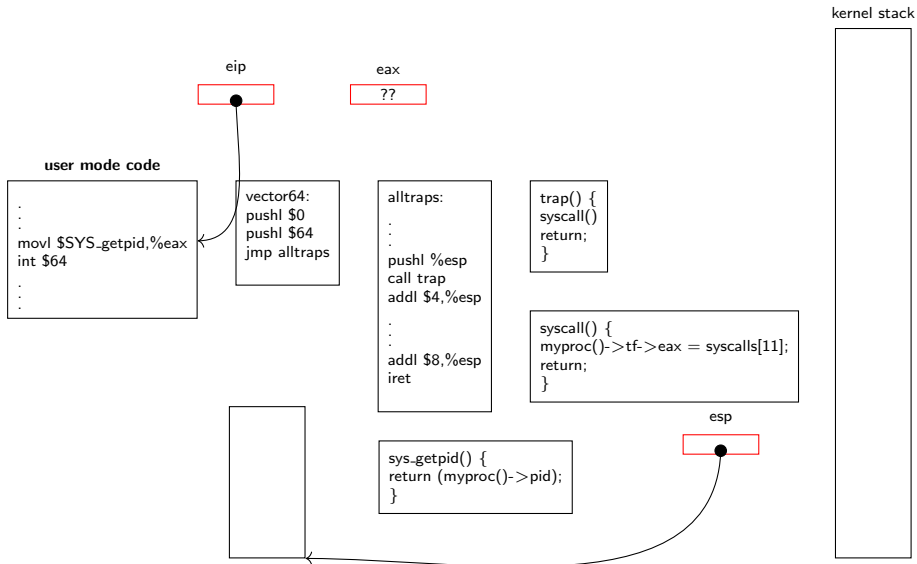 kernel stack
eip
eax
??
user mode code
.
.
.
movl $SYS_getpid,%eax
int $64
.
.
.
vector64:
pushl $0
pushl $64
jmp alltraps
alltraps:
.
.
.
pushl %esp
call trap
addl $4,%esp
.
.
.
addl $8,%esp
iret
trap() {
syscall()
return;
}
syscall() {
myproc()->tf->eax = syscalls[11];
return;
}
esp
sys_getpid() {
return (myproc()->pid);
}